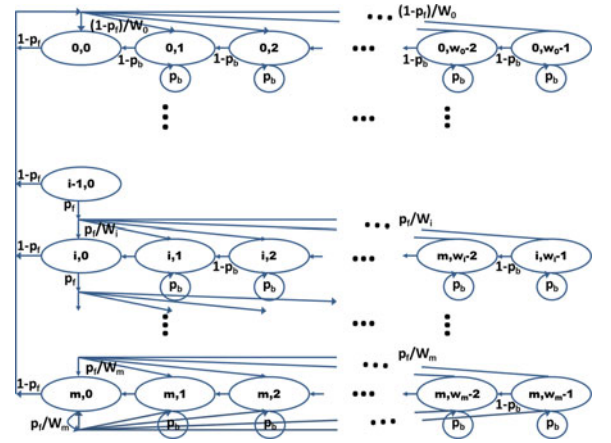 (1-pf)/W0 ••• (1-pf)/W0
1-pf 0,0 0,1 0,2 ••• 0,w0-2 0,w0-1
1-pb 1-pb 1-pb
pb pb pb pb
1-pf i-1,0
pf
pf/Wi ••• pf/Wi
1-pf i,0 i,1 i,2 ••• m,wi-2 i,wi-1
1-pb 1-pb
pf pb pb pb pb
pf/Wm ••• pf/Wm
1-pf m,0 m,1 m,2 ••• m,wm-2 m,wm-1
1-pb
pf/Wm pb pb ••• pb pb